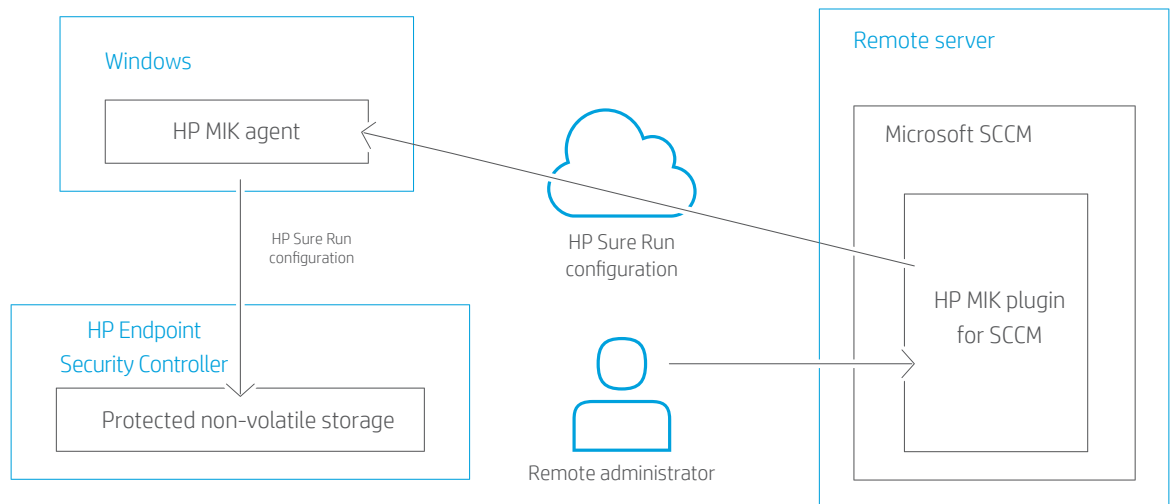 Windows
HP MIK agent
HP Sure Run
configuration
HP Endpoint
Security Controller
Protected non-volatile storage
HP Sure Run
configuration
Remote administrator
Remote server
Microsoft SCCM
HP MIK plugin
for SCCM